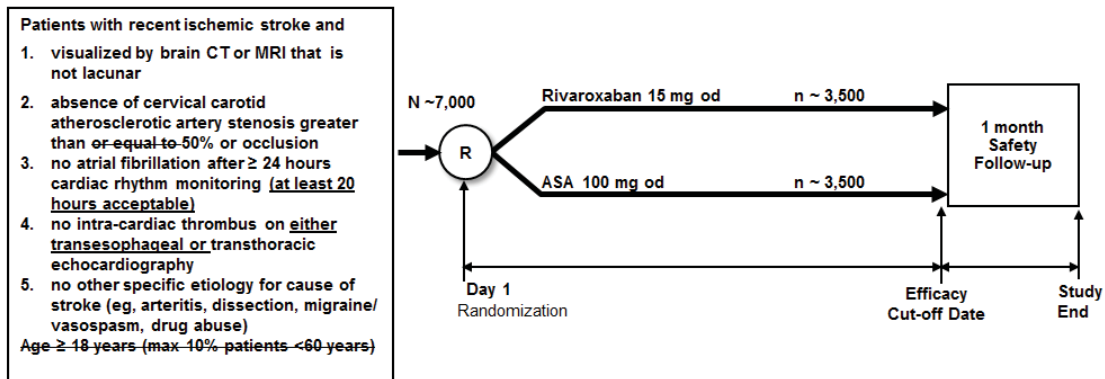 Patients with recent ischemic stroke and
1. visualized by brain CT or MRI that is
not lacunar
2. absence of cervical carotid
atherosclerotic artery stenosis greater
than or equal to 50% or occlusion
3. no atrial fibrillation after ≥ 24 hours
cardiac rhythm monitoring (at least 20
hours acceptable)
4. no intra-cardiac thrombus on either
transesophageal or transthoracic
echocardiography
5. no other specific etiology for cause of
stroke (eg, arteritis, dissection, migraine/
vasospasm, drug abuse)
Age ≥ 18 years (max 10% patients <60 years)
N ~7,000
R
Rivaroxaban 15 mg od n ~ 3,500
ASA 100 mg od n ~ 3,500
1 month
Safety
Follow-up
Day 1
Randomization
Efficacy
Cut-off Date
Study
End